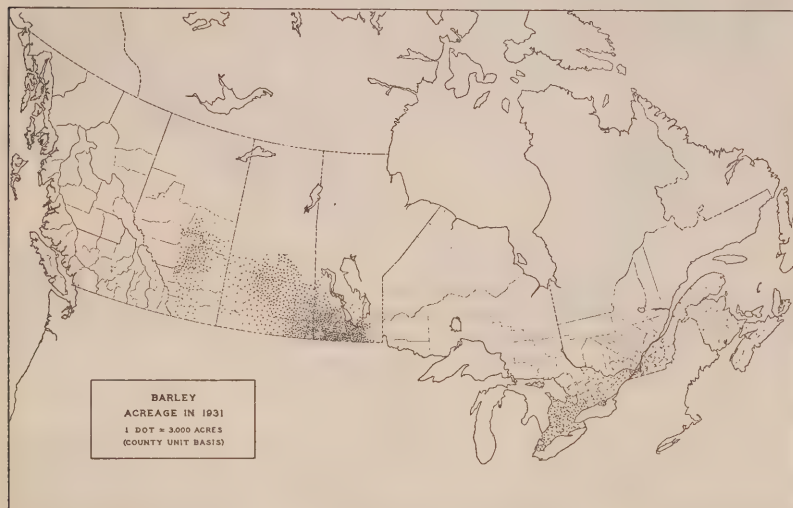 BARLEY
ACREAGE IN 1931
1 DOT = 3.000 ACRES
(COUNTY UNIT BASIS)